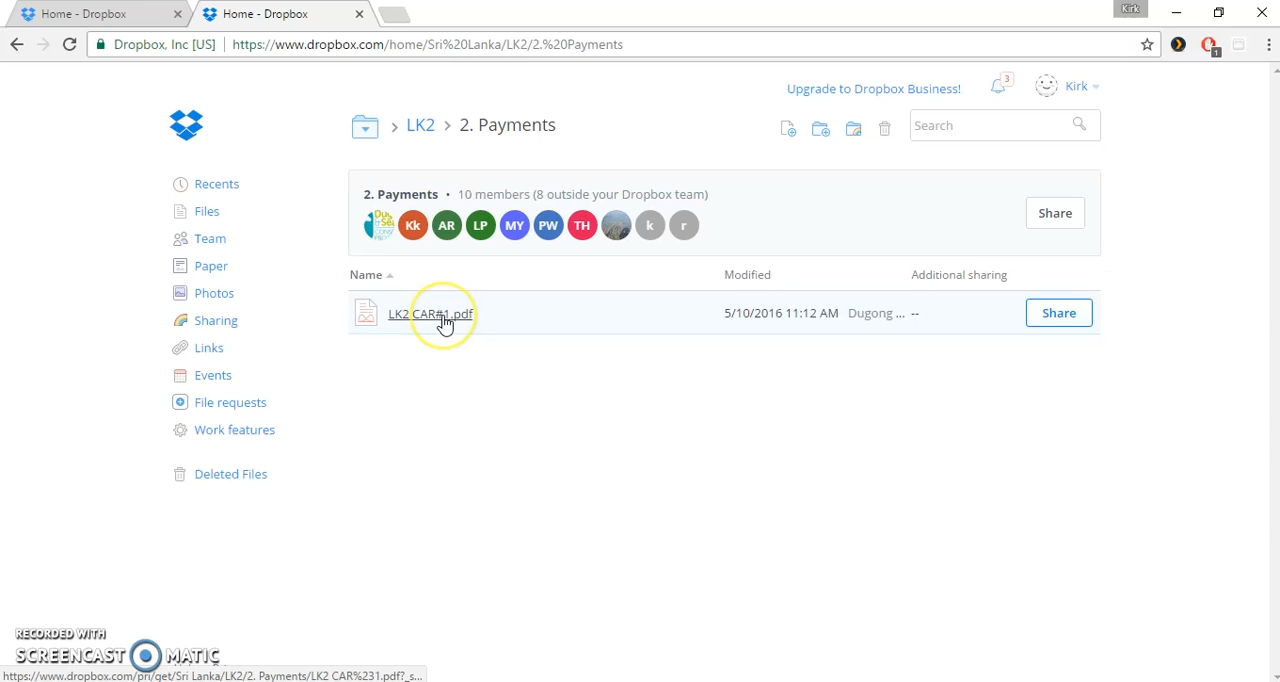 Home - Dropbox
Home - Dropbox
Kirk
Dropbox, Inc [US]
https://www.dropbox.com/home/Sri%20Lanka/LK2/2.%20Payments
1
Upgrade to Dropbox Business!
3
Kirk
LK2 > 2. Payments
Search
Recents
Files
Team
Paper
Photos
Sharing
Links
Events
File requests
Work features
Deleted Files
2. Payments • 10 members (8 outside your Dropbox team)
Kk AR LP MY PW TH k r
Share
Name
Modified
Additional sharing
LK2 CAR#1.pdf
5/10/2016 11:12 AM
Dugong ...
--
Share
RECORDED WITH
SCREENCAST MATIC
https://www.dropbox.com/pri/get/Sri Lanka/LK2/2. Payments/LK2 CAR%231.pdf?_s...